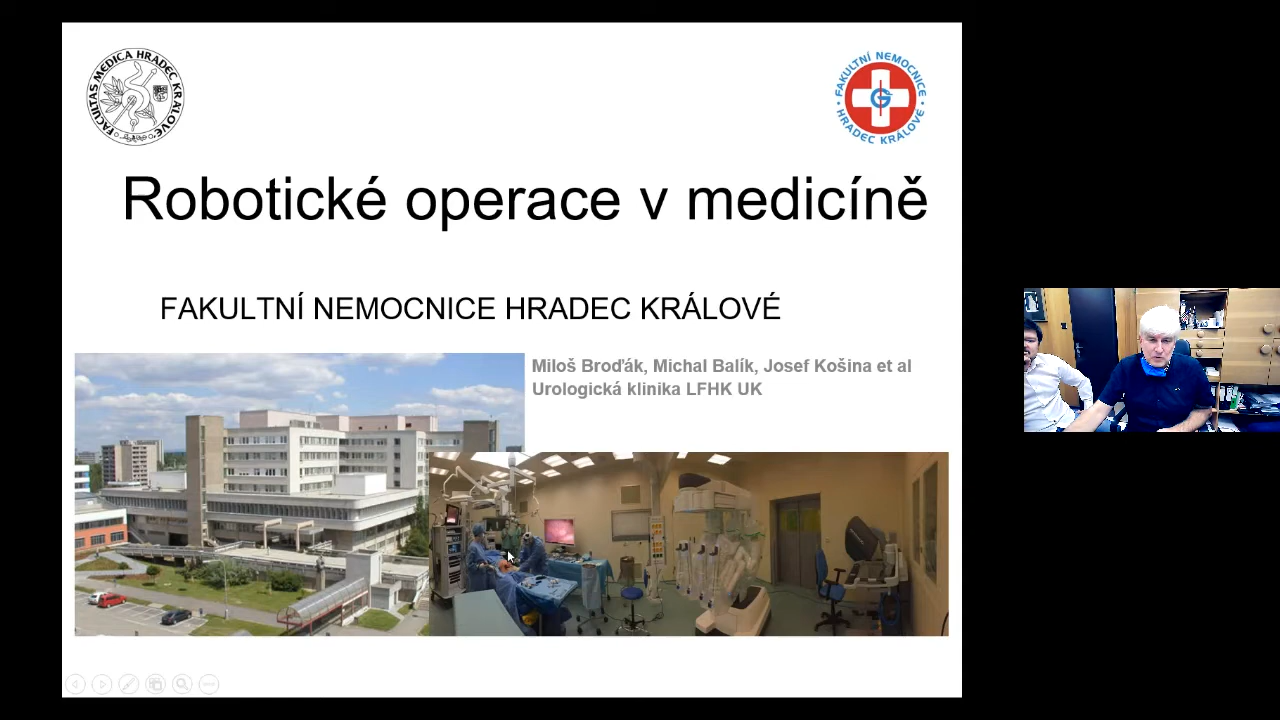 FACULTAS MEDICA HRADEC KRÁLOVÉ
FAKULTNÍ NEMOCNICE
HRADEC KRÁLOVÉ
Robotické operace v medicíně
FAKULTNÍ NEMOCNICE HRADEC KRÁLOVÉ
Miloš Broďák, Michal Balík, Josef Košina et al
Urologická klinika LFHK UK